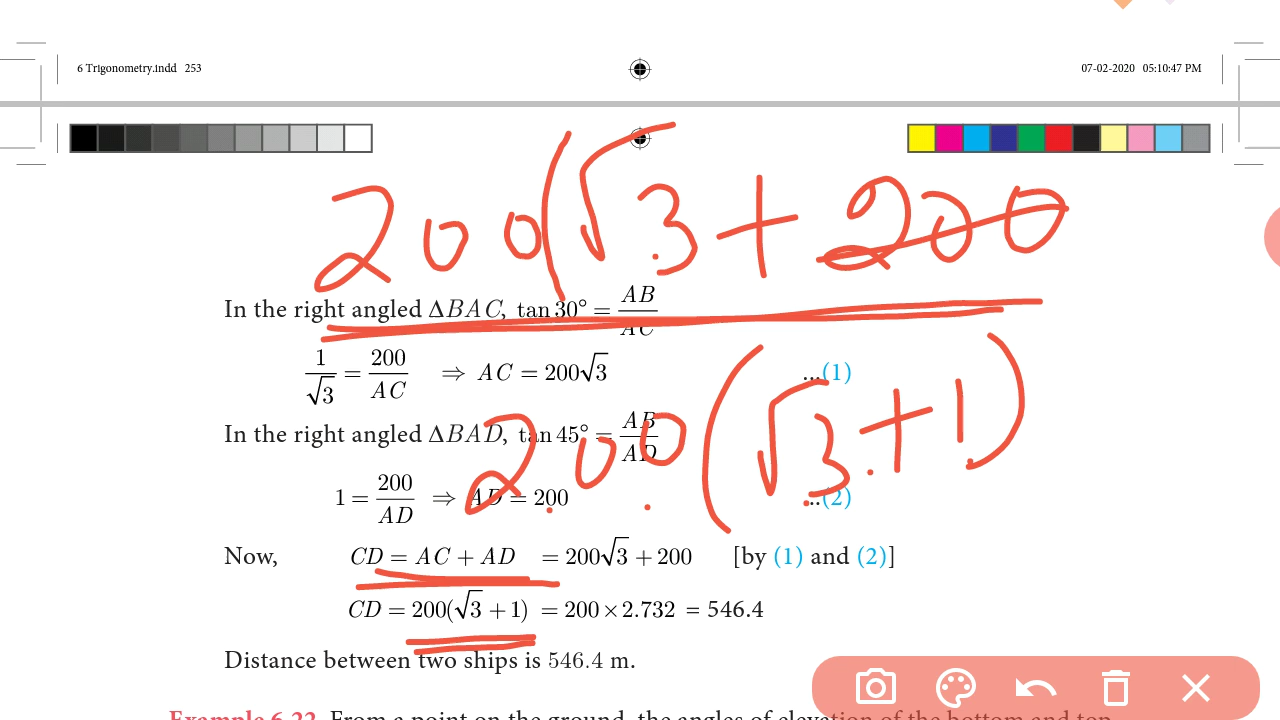 6 Trigonometry.indd 253 07-02-2020 05:10:47 PM
200(√3 + 200
In the right angled ΔBAC, tan 30° = AB/AC
1/√3 = 200/AC ⇒ AC = 200√3 ...(1)
200(√3+1)
In the right angled ΔBAD, tan 45° = AB/AD
1 = 200/AD ⇒ AD = 200 ...(2)
Now, CD = AC + AD = 200√3 + 200 [by (1) and (2)]
CD = 200(√3 + 1) = 200 × 2.732 = 546.4
Distance between two ships is 546.4 m.
Example 6.22 From a point on the ground, the angles of elevation of the bottom and top